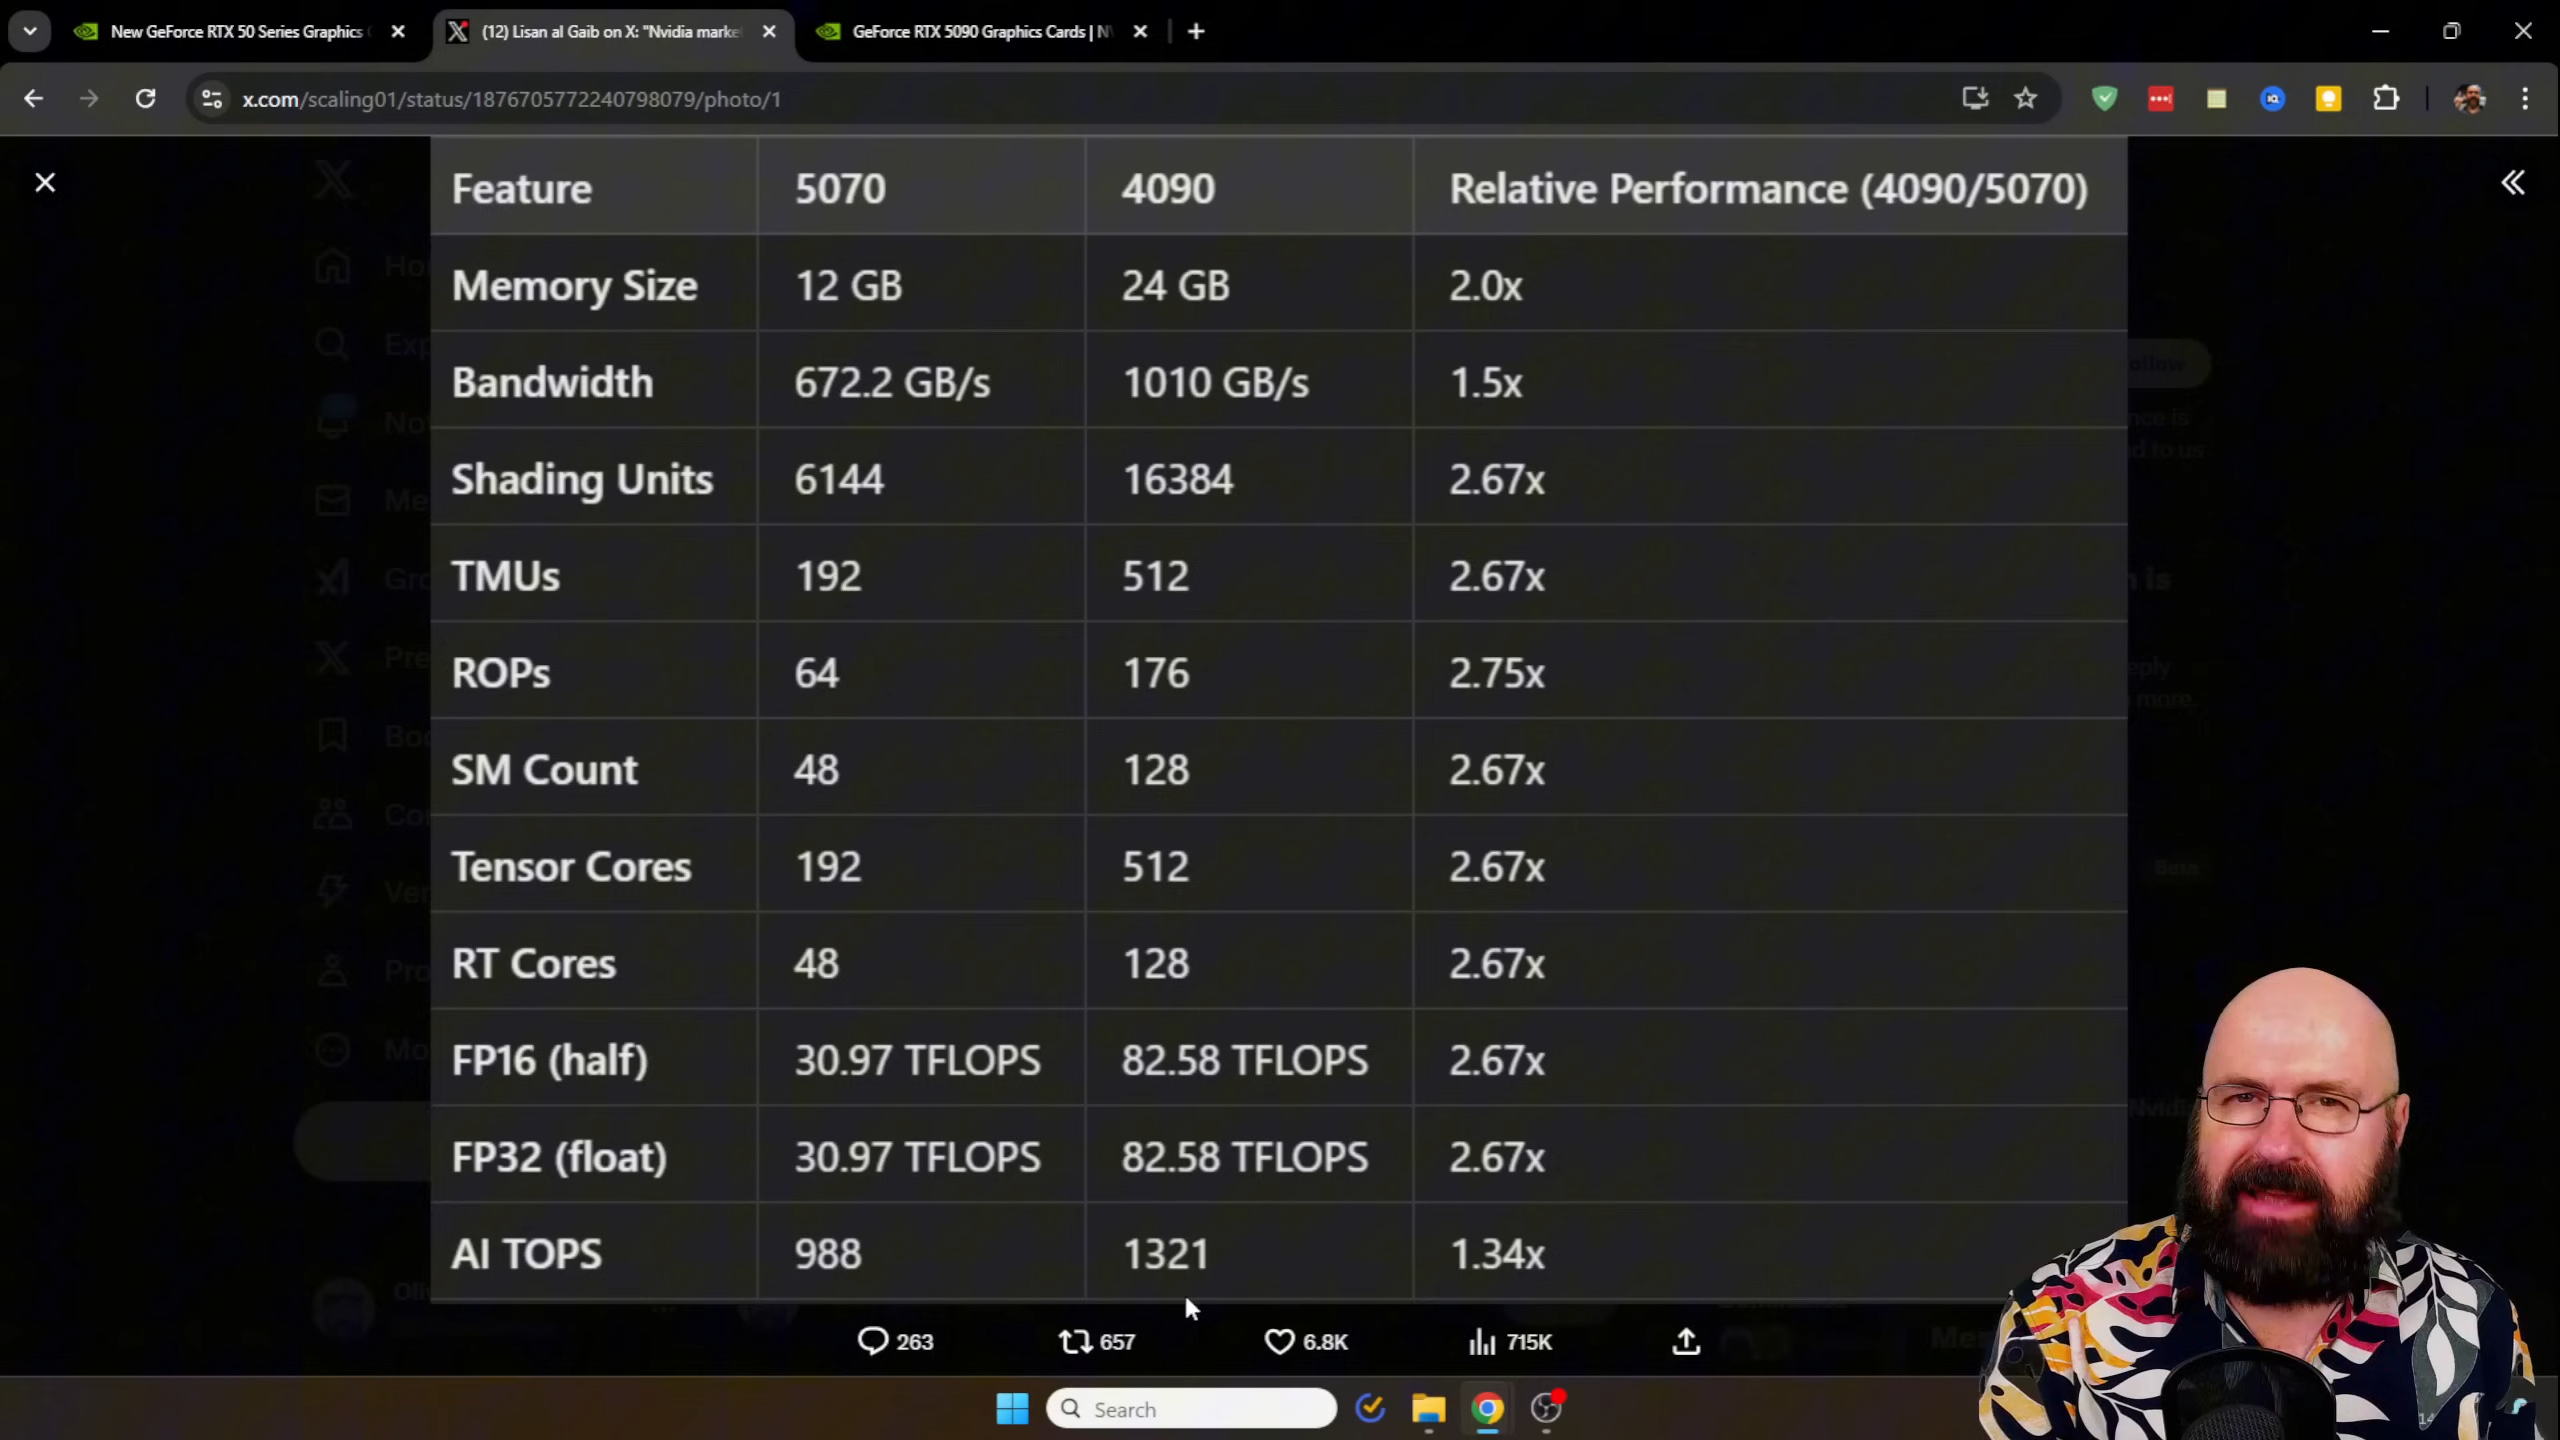 New GeForce RTX 50 Series Graphics
(12) Lisan al Gaib on X: "Nvidia marke
GeForce RTX 5090 Graphics Cards | NV
x.com/scaling01/status/1876705772240798079/photo/1
Feature 5070 4090 Relative Performance (4090/5070)
Memory Size 12 GB 24 GB 2.0x
Bandwidth 672.2 GB/s 1010 GB/s 1.5x
Shading Units 6144 16384 2.67x
TMUs 192 512 2.67x
ROPs 64 176 2.75x
SM Count 48 128 2.67x
Tensor Cores 192 512 2.67x
RT Cores 48 128 2.67x
FP16 (half) 30.97 TFLOPS 82.58 TFLOPS 2.67x
FP32 (float) 30.97 TFLOPS 82.58 TFLOPS 2.67x
AI TOPS 988 1321 1.34x
263 657 6.8K 715K
Search